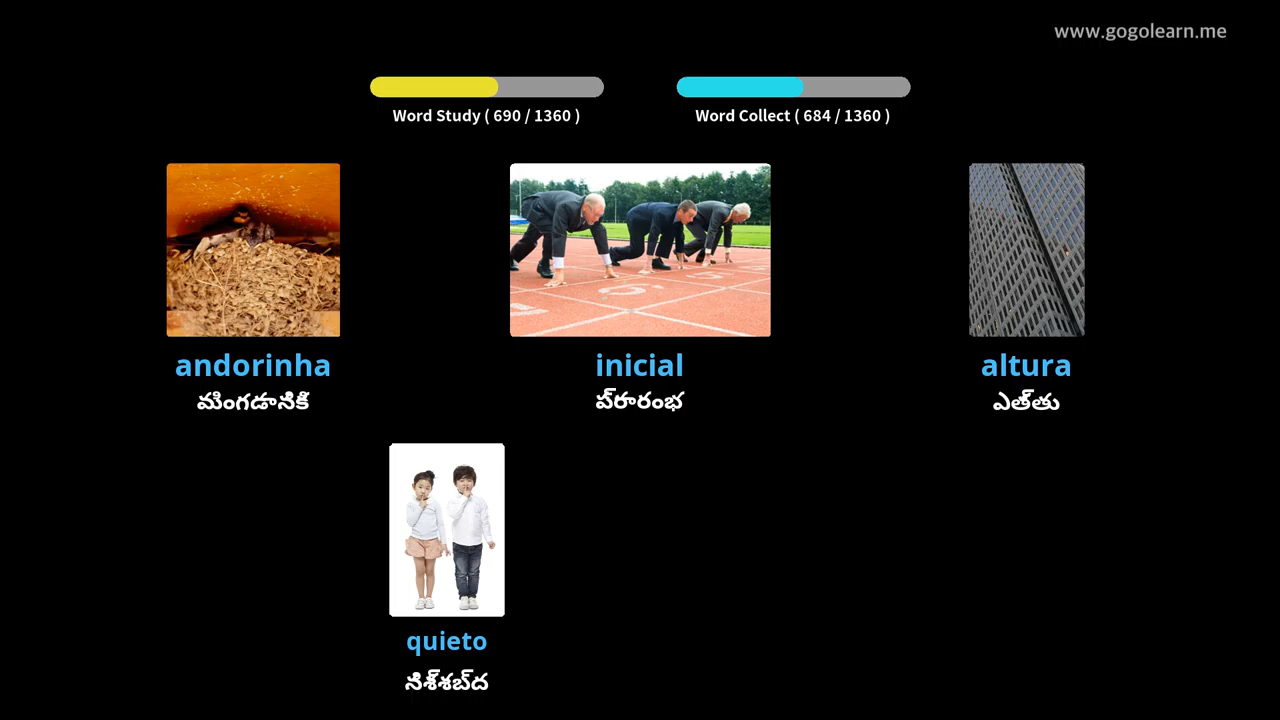 www.gogolearn.me
Word Study ( 690 / 1360 )
Word Collect ( 684 / 1360 )
andorinha
inicial
altura
మింగడానికి
ప్రారంభ
ఎత్తు
quieto
నిశ్శబ్ద